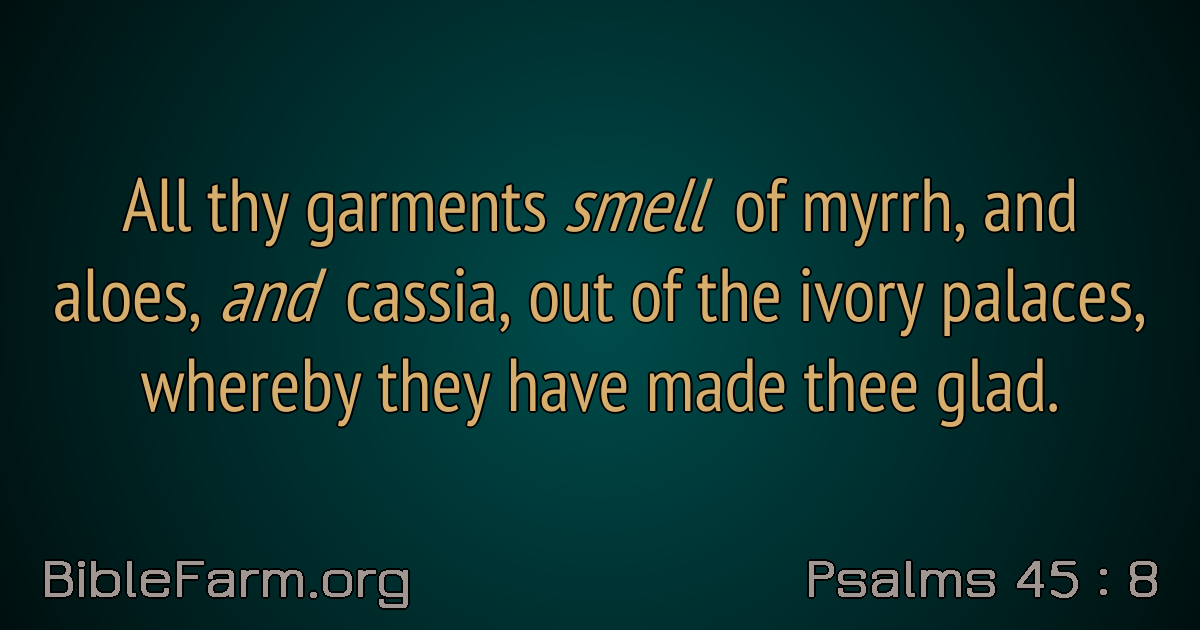 All thy garments smell of myrrh, and
aloes, and cassia, out of the ivory palaces,
whereby they have made thee glad.
BibleFarm.org
Psalms 45 : 8